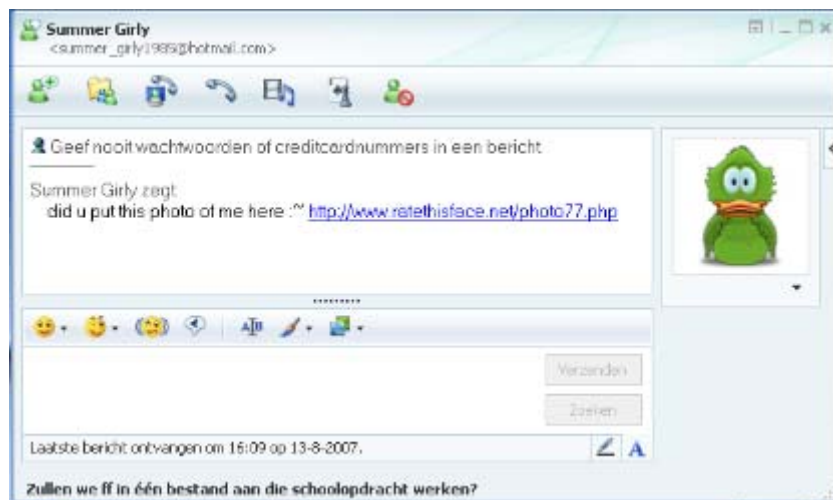 Summer Girly
<summer_girly1985@hotmail.com>
Geef nooit wachtwoorden of creditcardnummers in een bericht
Summer Girly zegt
did u put this photo of me here :^ http://www.ratethisface.net/photo77.php
Verzenden
Zoeken
Laatste bericht ontvangen om 16:09 op 13-8-2007.
A
Zullen we ff in één bestand aan die schoolopdracht werken?